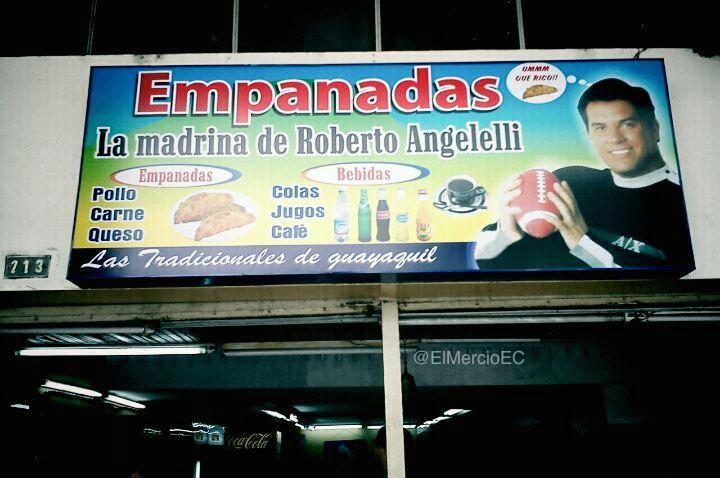 UMMM
QUE RICO!!
Empanadas
La madrina de Roberto Angelelli
Empanadas
Bebidas
Pollo
Carne
Queso
Colas
Jugos
Café
A|X
Las Tradicionales de guayaquil
213
@ElMercioEC
Coca-Cola